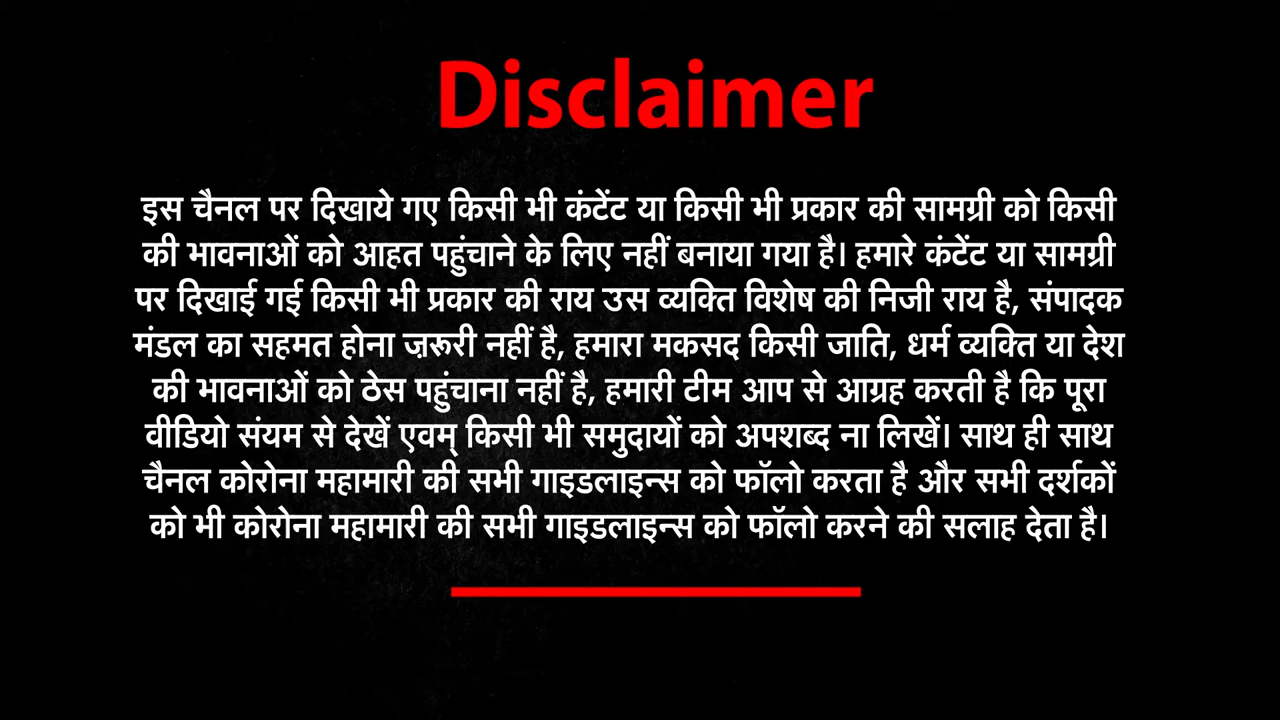 Disclaimer
इस चैनल पर दिखाये गए किसी भी कंटेंट या किसी भी प्रकार की सामग्री को किसी
की भावनाओं को आहत पहुंचाने के लिए नहीं बनाया गया है। हमारे कंटेंट या सामग्री
पर दिखाई गई किसी भी प्रकार की राय उस व्यक्ति विशेष की निजी राय है, संपादक
मंडल का सहमत होना ज़रूरी नहीं है, हमारा मकसद किसी जाति, धर्म व्यक्ति या देश
की भावनाओं को ठेस पहुंचाना नहीं है, हमारी टीम आप से आग्रह करती है कि पूरा
वीडियो संयम से देखें एवम् किसी भी समुदायों को अपशब्द ना लिखें। साथ ही साथ
चैनल कोरोना महामारी की सभी गाइडलाइन्स को फॉलो करता है और सभी दर्शकों
को भी कोरोना महामारी की सभी गाइडलाइन्स को फॉलो करने की सलाह देता है।